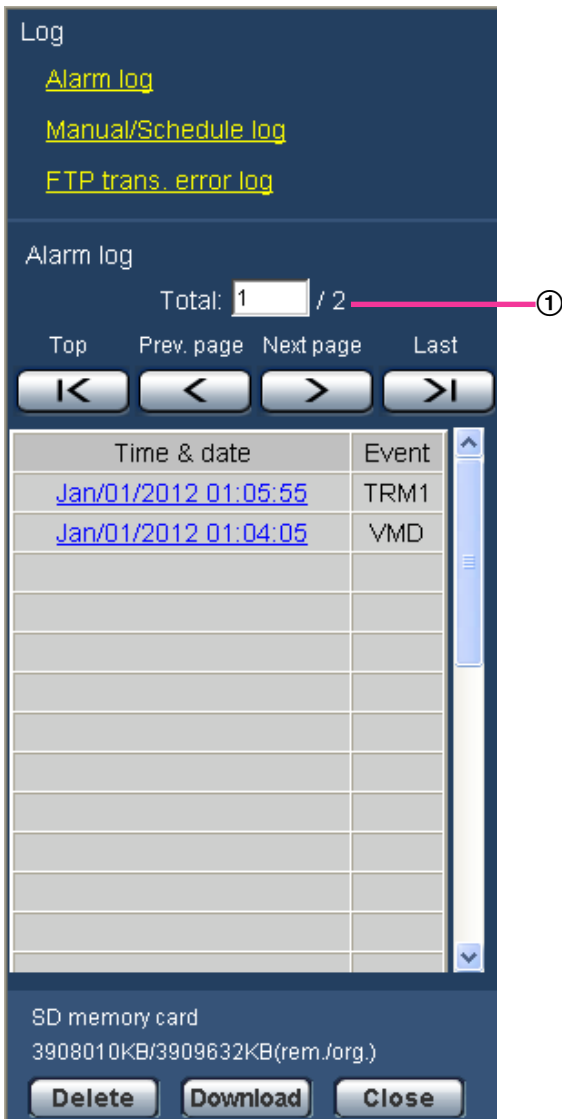 Log
Alarm log
Manual/Schedule log
FTP trans. error log
Alarm log
Total: 1 / 2 ①
Top Prev. page Next page Last
Time & date Event
Jan/01/2012 01:05:55 TRM1
Jan/01/2012 01:04:05 VMD
SD memory card
3908010KB/3909632KB(rem./org.)
Delete Download Close